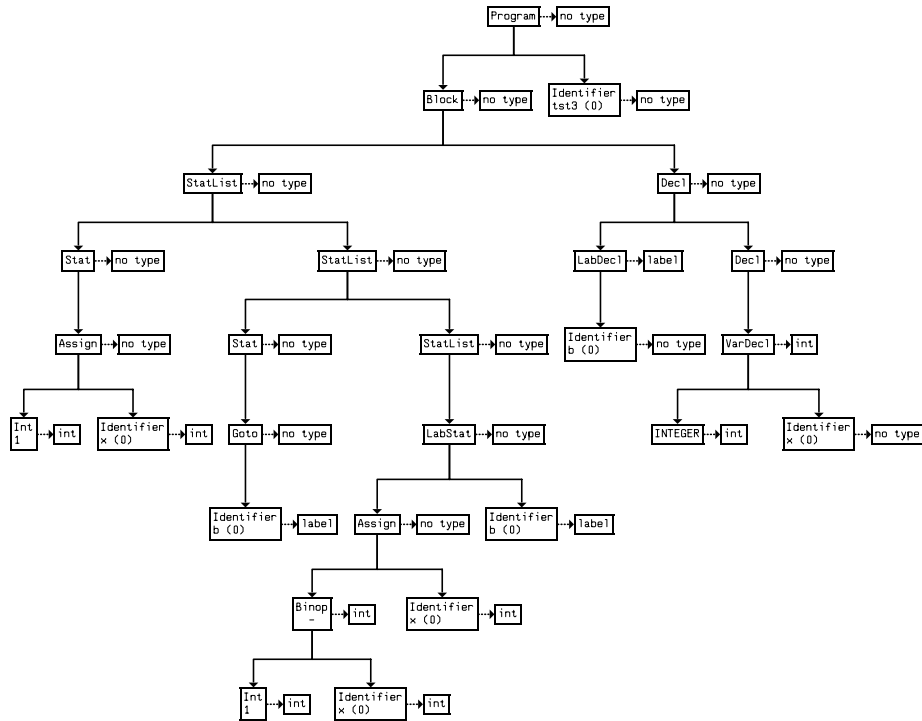 Program no type
Block no type
Identifier
tst3 (0) no type
StatList no type
Decl no type
Stat no type
StatList no type
LabDecl label
Decl no type
Assign no type
Stat no type
StatList no type
Identifier
b (0) no type
VarDecl int
Int
1 int
Identifier
x (0) int
Goto no type
LabStat no type
INTEGER int
Identifier
x (0) no type
Identifier
b (0) label
Assign no type
Identifier
b (0) label
Binop
- int
Identifier
x (0) int
Int
1 int
Identifier
x (0) int